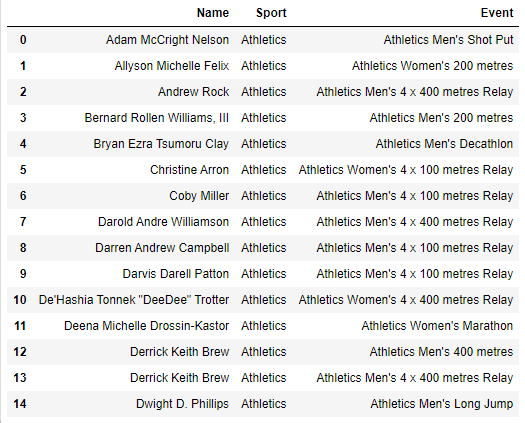 Name Sport Event
0 Adam McCright Nelson Athletics Athletics Men's Shot Put
1 Allyson Michelle Felix Athletics Athletics Women's 200 metres
2 Andrew Rock Athletics Athletics Men's 4 x 400 metres Relay
3 Bernard Rollen Williams, III Athletics Athletics Men's 200 metres
4 Bryan Ezra Tsumoru Clay Athletics Athletics Men's Decathlon
5 Christine Arron Athletics Athletics Women's 4 x 100 metres Relay
6 Coby Miller Athletics Athletics Men's 4 x 100 metres Relay
7 Darold Andre Williamson Athletics Athletics Men's 4 x 400 metres Relay
8 Darren Andrew Campbell Athletics Athletics Men's 4 x 100 metres Relay
9 Darvis Darell Patton Athletics Athletics Men's 4 x 100 metres Relay
10 De'Hashia Tonnek "DeeDee" Trotter Athletics Athletics Women's 4 x 400 metres Relay
11 Deena Michelle Drossin-Kastor Athletics Athletics Women's Marathon
12 Derrick Keith Brew Athletics Athletics Men's 400 metres
13 Derrick Keith Brew Athletics Athletics Men's 4 x 400 metres Relay
14 Dwight D. Phillips Athletics Athletics Men's Long Jump